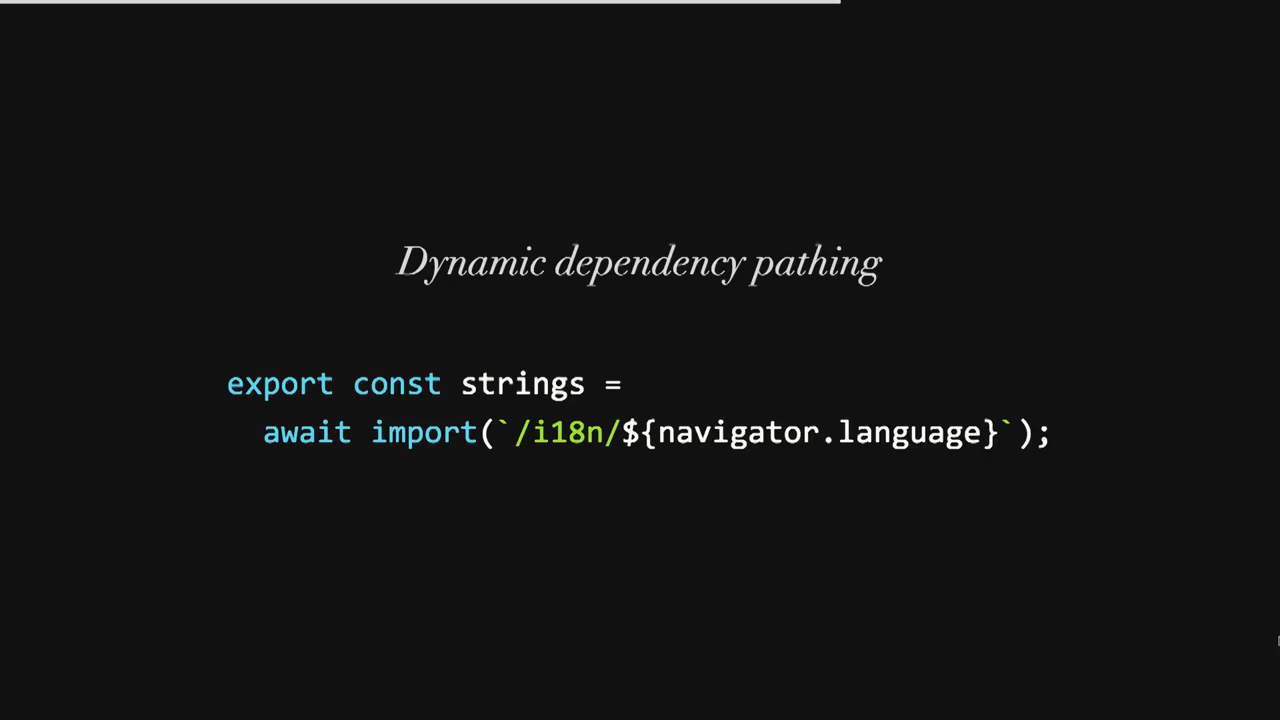 Dynamic dependency pathing
export const strings =
await import(`/i18n/${navigator.language}`);